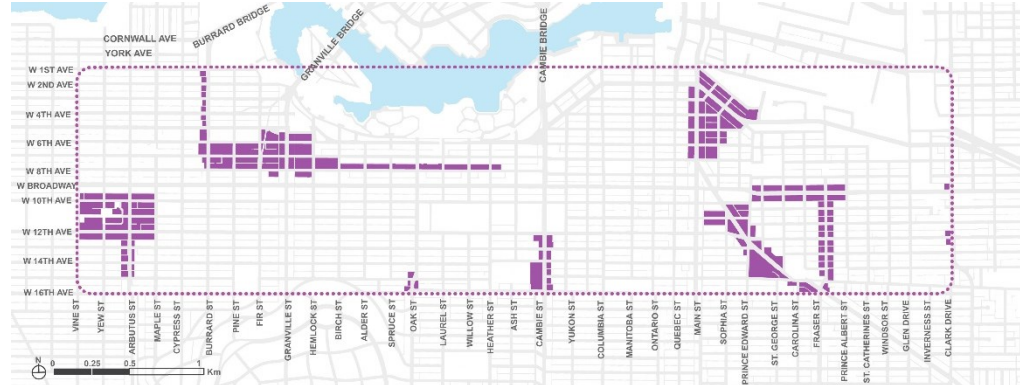 CORNWALL AVE
YORK AVE
BURRARD BRIDGE
GRANVILLE BRIDGE
CAMBIE BRIDGE
W 1ST AVE
W 2ND AVE
W 4TH AVE
W 6TH AVE
W 8TH AVE
W BROADWAY
W 10TH AVE
W 12TH AVE
W 14TH AVE
W 16TH AVE
VINE ST
YEW ST
ARBUTUS ST
MAPLE ST
CYPRESS ST
BURRARD ST
PINE ST
FIR ST
GRANVILLE ST
HEMLOCK ST
BIRCH ST
ALDER ST
SPRUCE ST
OAK ST
LAUREL ST
WILLOW ST
HEATHER ST
ASH ST
CAMBIE ST
YUKON ST
COLUMBIA ST
MANITOBA ST
ONTARIO ST
QUEBEC ST
MAIN ST
SOPHIA ST
PRINCE EDWARD ST
ST. GEORGE ST
CAROLINA ST
FRASER ST
PRINCE ALBERT ST
ST. CATHERINES ST
WINDSOR ST
GLEN DRIVE
INVERNESS ST
CLARK DRIVE
N
0 0.25 0.5 1
Km